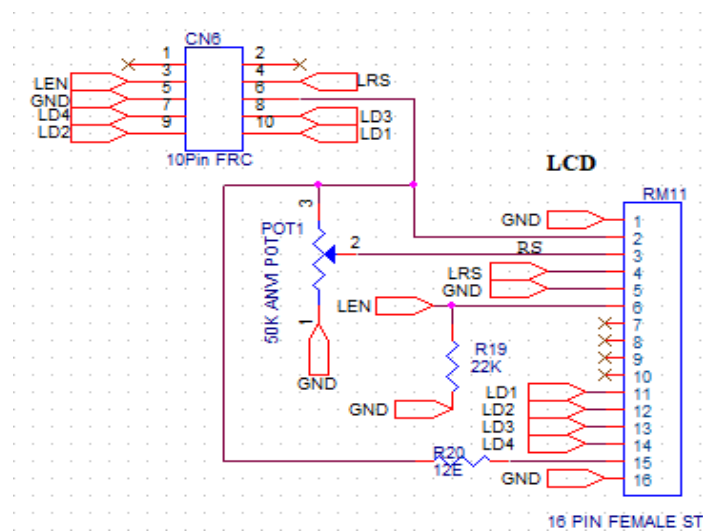 CN6
1 2
3 4
LEN LRS
5 6
GND
7 8
LD4 LD3
9 10
LD2 LD1
10Pin FRC
LCD
RM11
3
GND 1
2
POT1
2
RS 3
50K ANVI POT
LRS 4
GND 5
LEN 6
1
7
8
R19
22K
9
GND
10
GND
LD1 11
LD2 12
LD3 13
LD4 14
R20
12E
15
GND 16
16 PIN FEMALE ST